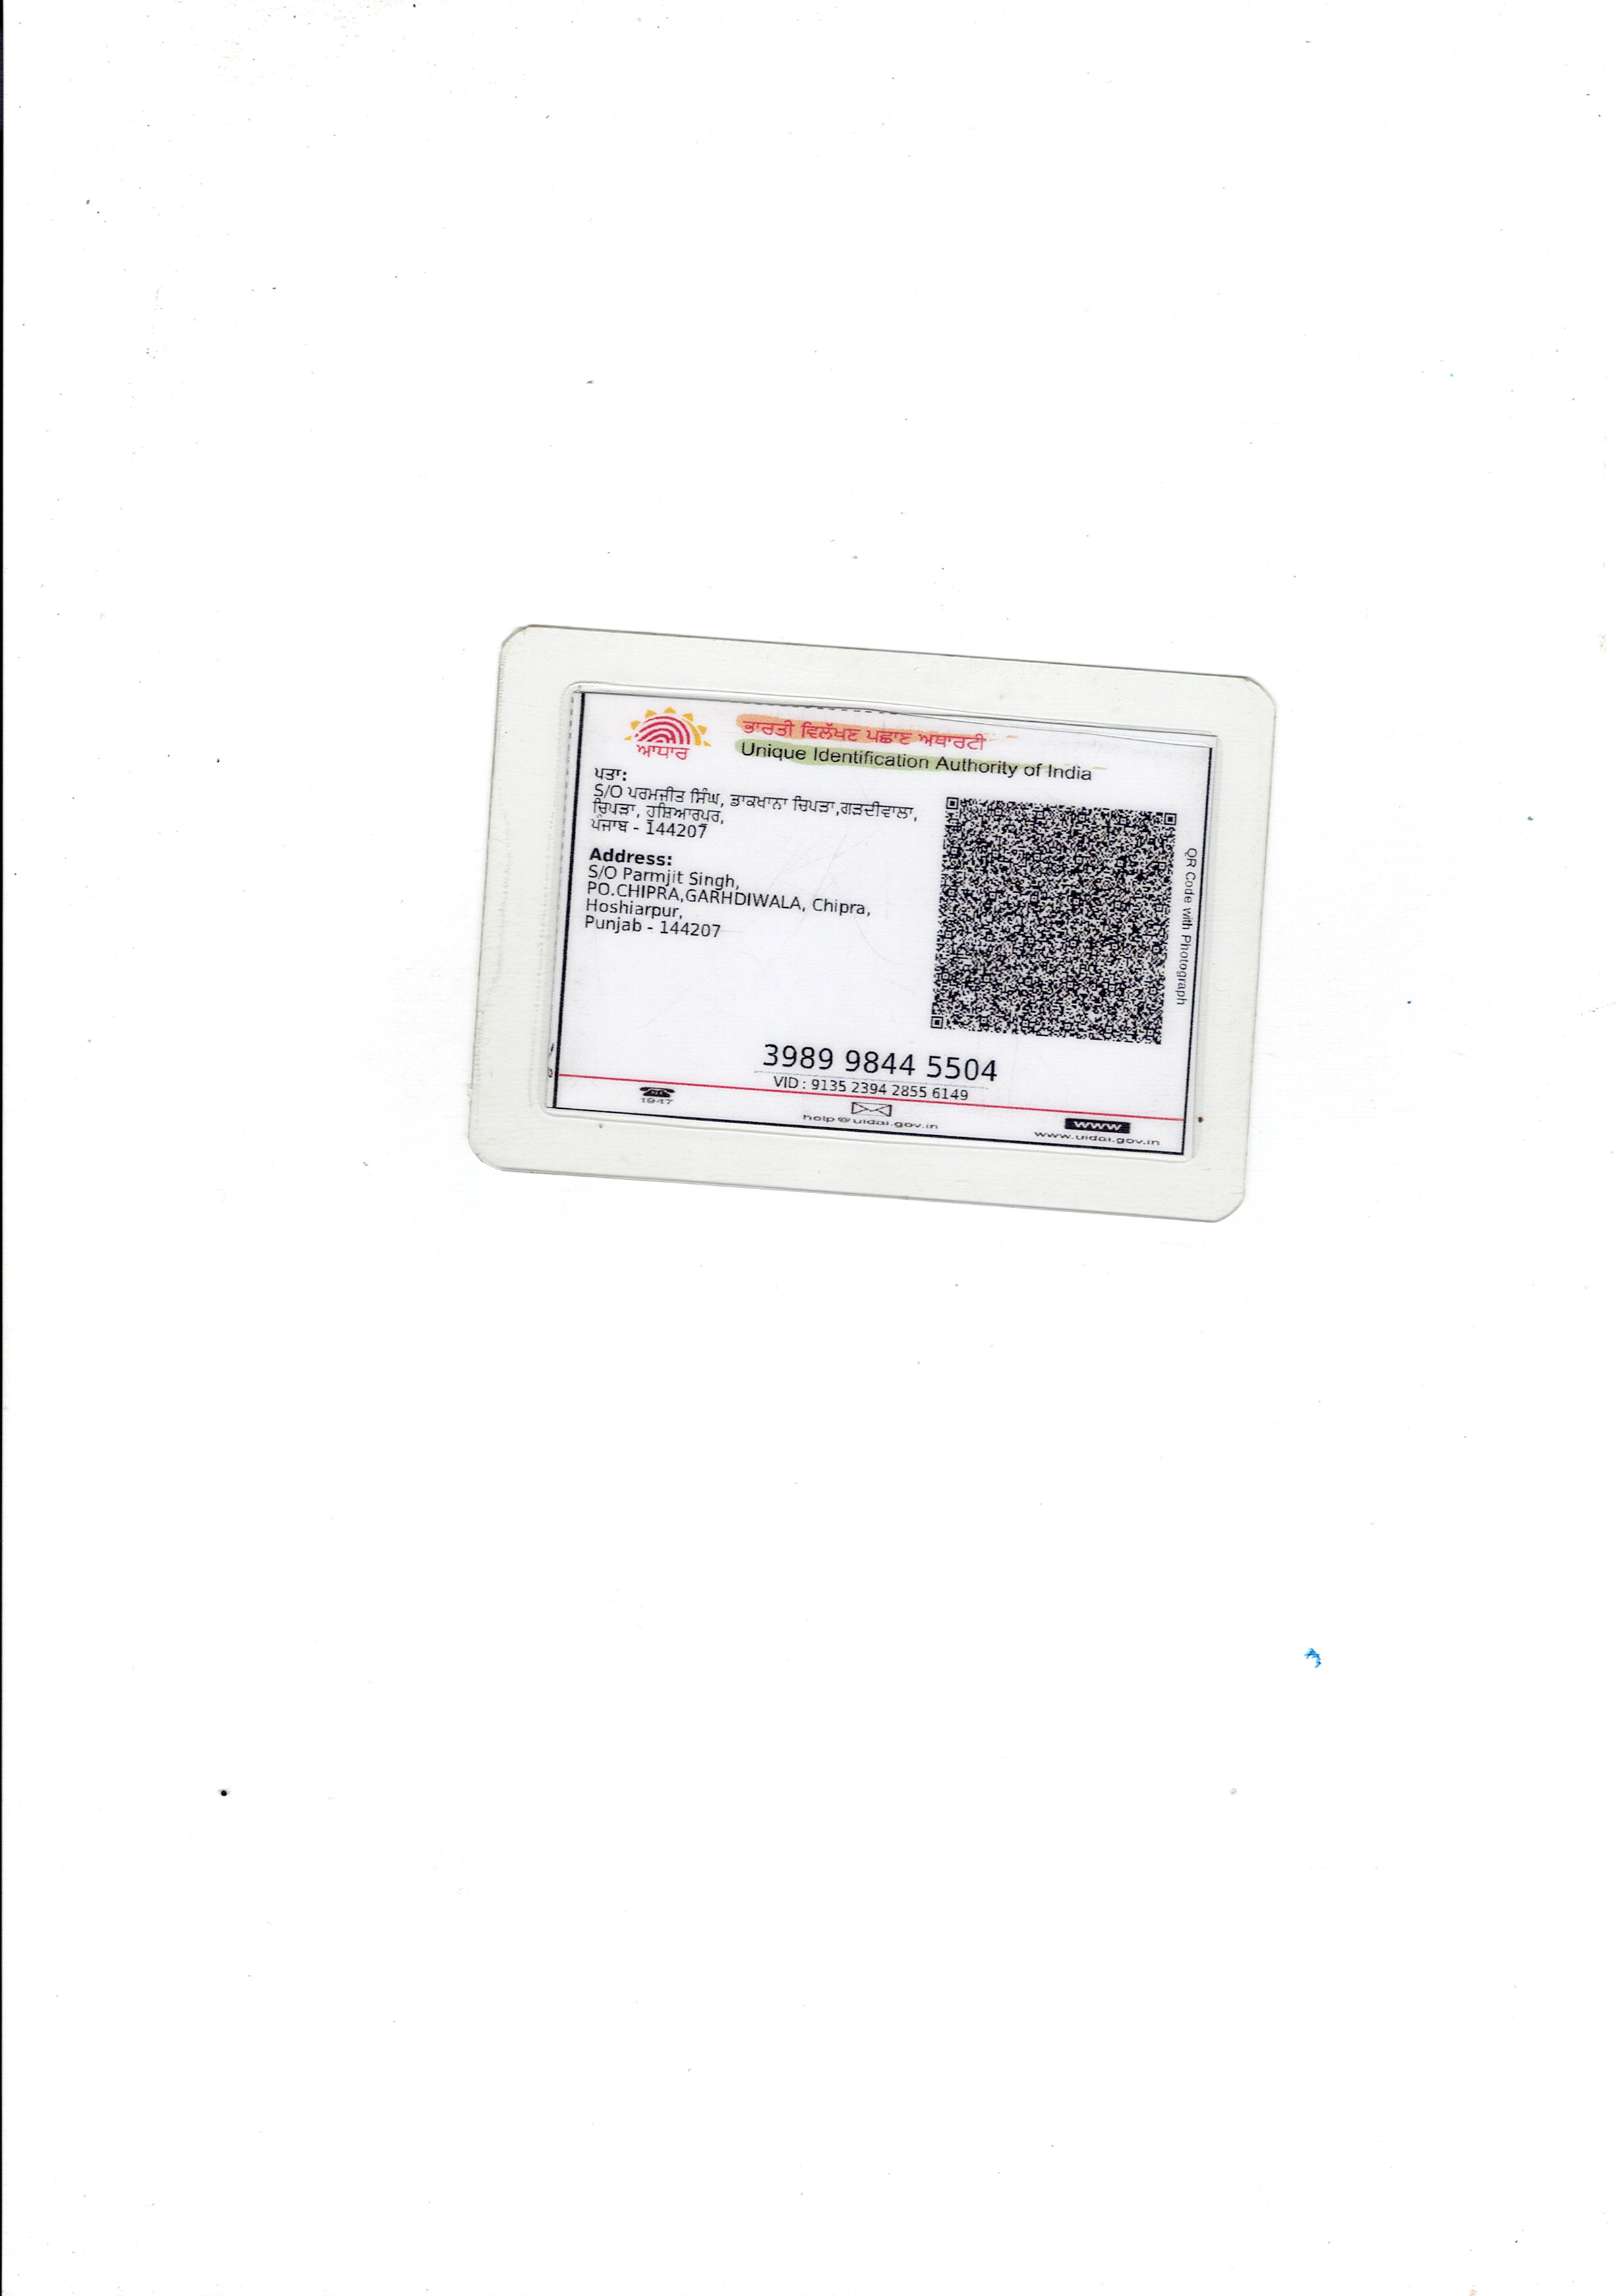 ਆਧਾਰ
ਭਾਰਤੀ ਵਿਲੱਖਣ ਪਛਾਣ ਅਥਾਰਟੀ
Unique Identification Authority of India
ਪਤਾ:
S/O ਪਰਮਜੀਤ ਸਿੰਘ, ਡਾਕਖਾਨਾ ਚਿਪੜਾ,ਗੜਦੀਵਾਲਾ,
ਚਿਪੜਾ, ਹੁਸ਼ਿਆਰਪੁਰ,
ਪੰਜਾਬ - 144207
Address:
S/O Parmjit Singh,
PO.CHIPRA,GARHDIWALA, Chipra,
Hoshiarpur,
Punjab - 144207
QR Code with Photograph
3989 9844 5504
VID : 9135 2394 2855 6149
1947
help@uidai.gov.in
www
www.uidai.gov.in